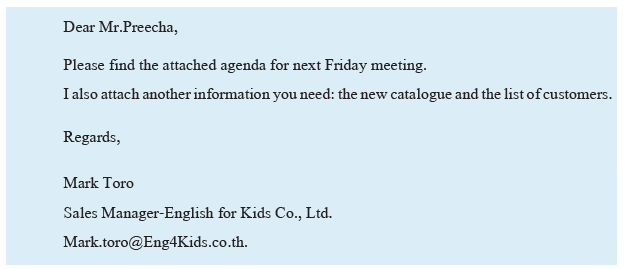 Dear Mr.Preecha,
Please find the attached agenda for next Friday meeting.
I also attach another information you need: the new catalogue and the list of customers.
Regards,
Mark Toro
Sales Manager-English for Kids Co., Ltd.
Mark.toro@Eng4Kids.co.th.